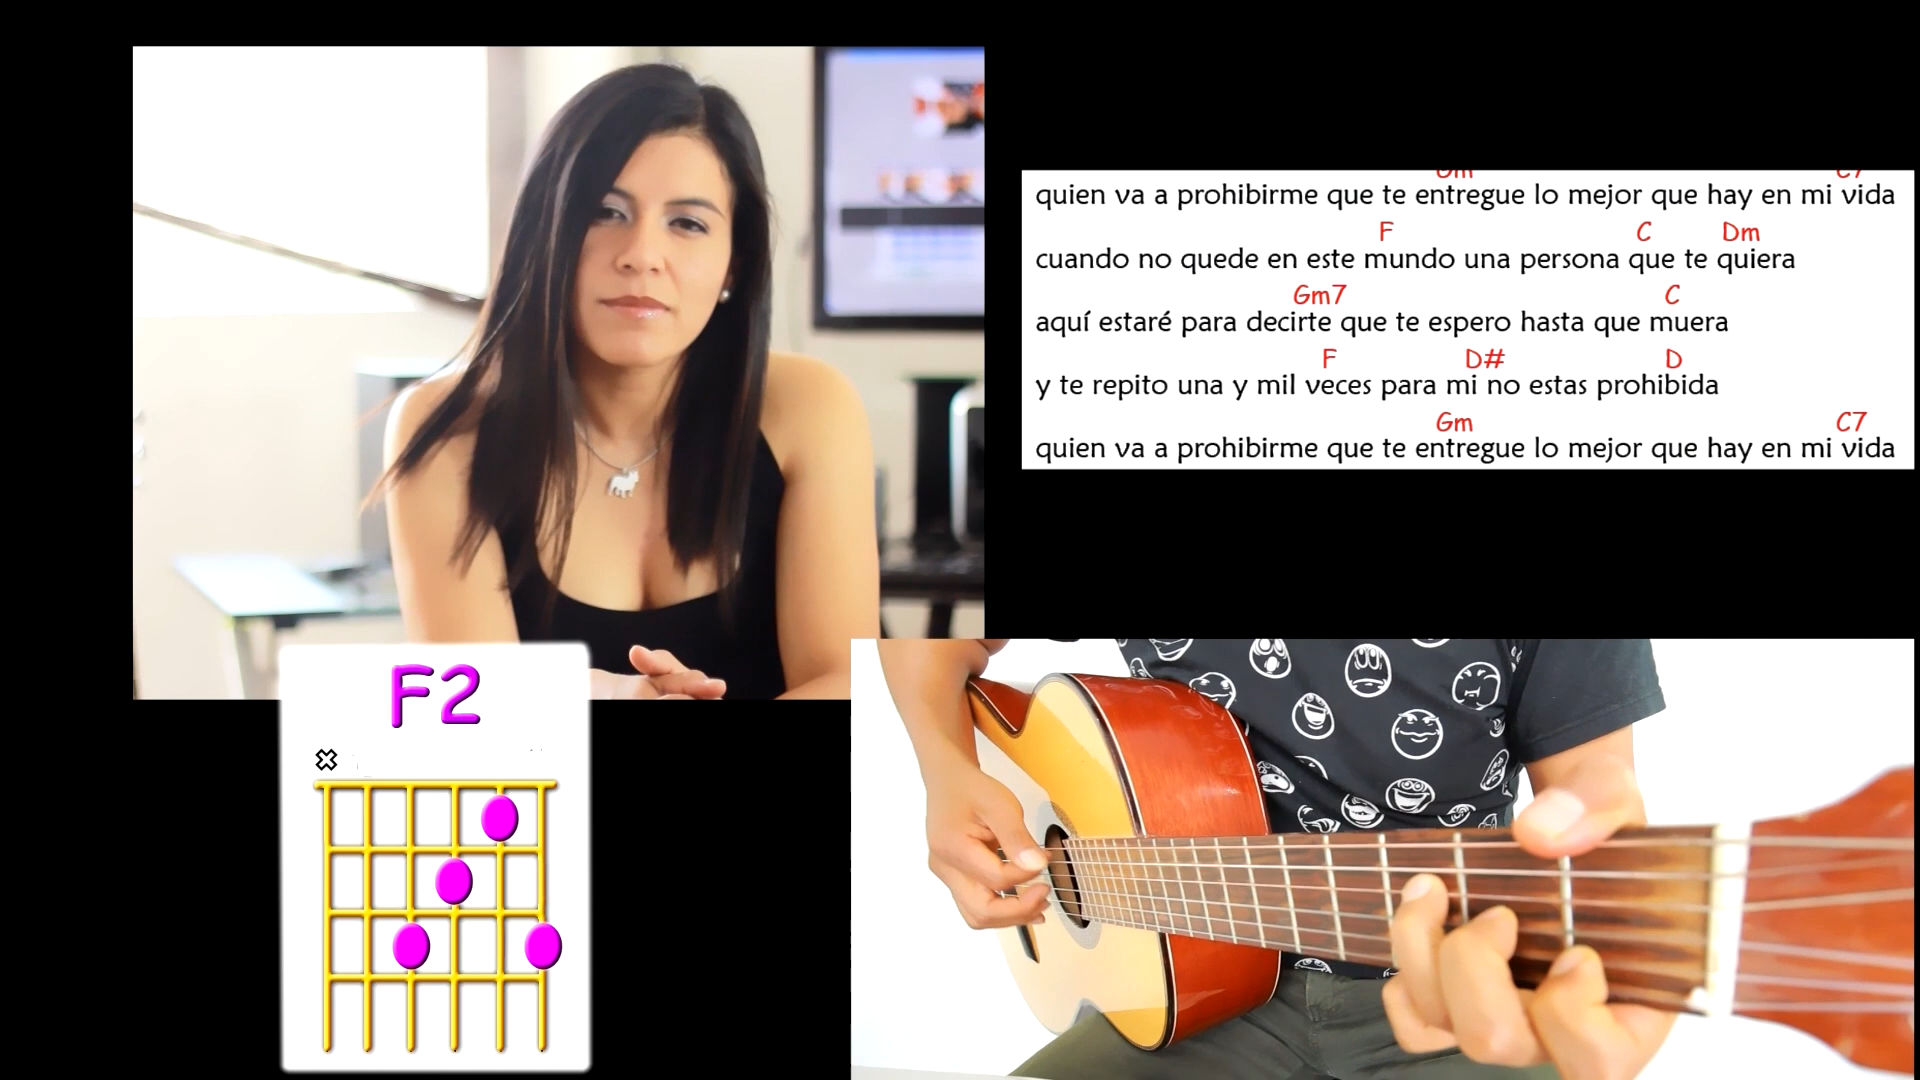 Gm C7
quien va a prohibirme que te entregue lo mejor que hay en mi vida
F C Dm
cuando no quede en este mundo una persona que te quiera
Gm7 C
aquí estaré para decirte que te espero hasta que muera
F D# D
y te repito una y mil veces para mi no estas prohibida
Gm C7
quien va a prohibirme que te entregue lo mejor que hay en mi vida
F2